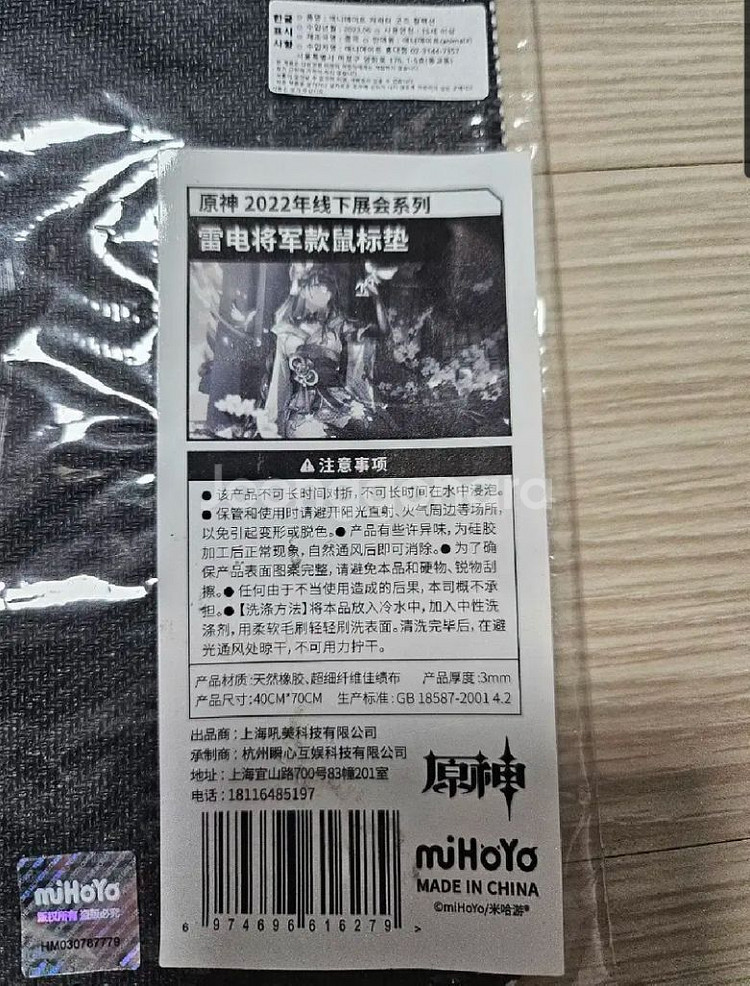 한글
표시
사항
원신 2022年线下展会系列
雷电将军款鼠标垫
注意事项
● 该产品不可长时间对折，不可长时间在水中浸泡。
● 保管和使用时请避开阳光直射、火气周边等场所，
以免引起变形或脱色。● 产品有些许异味，为硅胶
加工后正常现象，自然通风后即可消除。● 为了确
保产品表面图案完整，请避免本品和硬物、锐物刮
擦。● 任何由于不当使用造成的后果，本司概不承
担。● 【洗涤方法】将本品放入冷水中，加入中性洗
涤剂，用柔软毛刷轻轻刷洗表面。清洗完毕后，在避
光通风处晾干，不可用力拧干。
产品材质:天然橡胶、超细纤维佳绩布 产品厚度:3mm
产品尺寸:40CM*70CM 生产标准: GB 18587-2001 4.2
出品商：上海吼美科技有限公司
承制商：杭州瞬心互娱科技有限公司
地址：上海宜山路700号83幢201室
电话：18116485197
原神
miHoYo
MADE IN CHINA
©miHoYo/米哈游®
6 974696 616279 >
miHoYo
版权所有 盗版必究
HM030787779